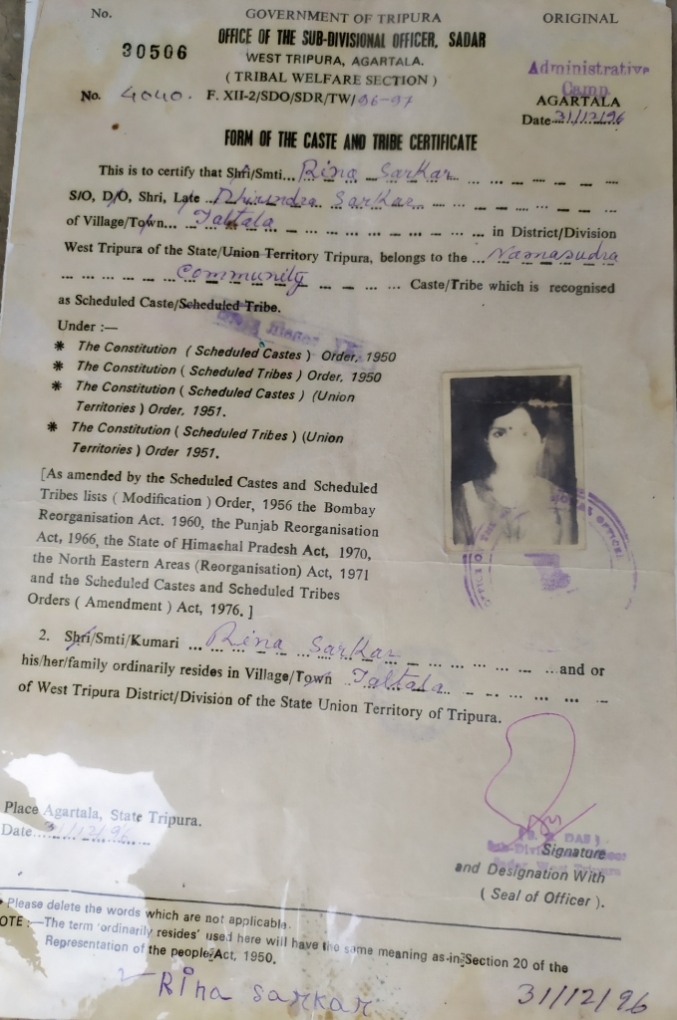 No. GOVERNMENT OF TRIPURA ORIGINAL
30506 OFFICE OF THE SUB-DIVISIONAL OFFICER, SADAR
WEST TRIPURA, AGARTALA.
( TRIBAL WELFARE SECTION )
Administrative
Camp
No. 4040. F. XII-2/SDO/SDR/TW/96-97 AGARTALA
Date 31/12/96
FORM OF THE CASTE AND TRIBE CERTIFICATE
This is to certify that Shri/Smti... Rina Sarkar
S/O, D/O, Shri, Late Dhirendra Sarkar
of Village/Town... Taltala in District/Division
West Tripura of the State/Union Territory Tripura, belongs to the ... Namasudra
Community Caste/Tribe which is recognised
as Scheduled Caste/Scheduled Tribe.
Under :—
* The Constitution ( Scheduled Castes ) Order, 1950
* The Constitution ( Scheduled Tribes ) Order, 1950
* The Constitution ( Scheduled Castes ) (Union
Territories ) Order, 1951.
* The Constitution ( Scheduled Tribes ) (Union
Territories ) Order 1951.
[As amended by the Scheduled Castes and Scheduled
Tribes lists ( Modification ) Order, 1956 the Bombay
Reorganisation Act. 1960, the Punjab Reorganisation
Act, 1966, the State of Himachal Pradesh Act, 1970,
the North Eastern Areas (Reorganisation) Act, 1971
and the Scheduled Castes and Scheduled Tribes
Orders ( Amendment ) Act, 1976. ]
OFFICE OF THE OFFICER
2. Shri/Smti/Kumari ... Rina Sarkar ...and or
his/her/family ordinarily resides in Village/Town Taltala
of West Tripura District/Division of the State Union Territory of Tripura.
Place Agartala, State Tripura.
Date... 31/12/96
DAS )
Signature
Sadar, West Tripura
and Designation With
( Seal of Officer ).
* Please delete the words which are not applicable.
OTE :—The term 'ordinarily resides' used here will have the same meaning as in Section 20 of the
Representation of the people Act, 1950.
Rina Sarkar 31/12/96